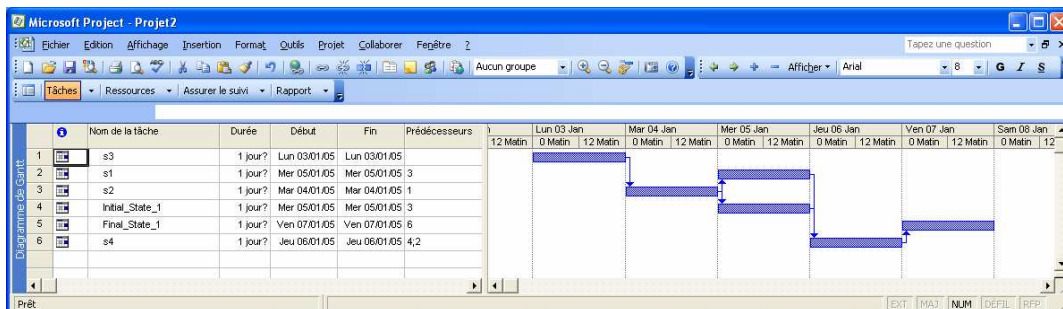 Microsoft Project - Projet2
Fichier Edition Affichage Insertion Format Outils Projet Collaborer Fenêtre ? Tapez une question
Aucun groupe Afficher Arial 8 G I S
Tâches Ressources Assurer le suivi Rapport
Nom de la tâche Durée Début Fin Prédécesseurs
Lun 03 Jan Mar 04 Jan Mer 05 Jan Jeu 06 Jan Ven 07 Jan Sam 08 Jan
12 Matin 0 Matin 12 Matin 0 Matin 12 Matin 0 Matin 12 Matin 0 Matin 12 Matin 0 Matin 12 Matin 0 Matin 12
1 s3 1 jour? Lun 03/01/05 Lun 03/01/05
2 s1 1 jour? Mer 05/01/05 Mer 05/01/05 3
3 s2 1 jour? Mar 04/01/05 Mar 04/01/05 1
4 Initial_State_1 1 jour? Mer 05/01/05 Mer 05/01/05 3
5 Final_State_1 1 jour? Ven 07/01/05 Ven 07/01/05 6
6 s4 1 jour? Jeu 06/01/05 Jeu 06/01/05 4;2
Diagramme de Gantt
Prêt EXT MAJ NUM DÉFIL RFP